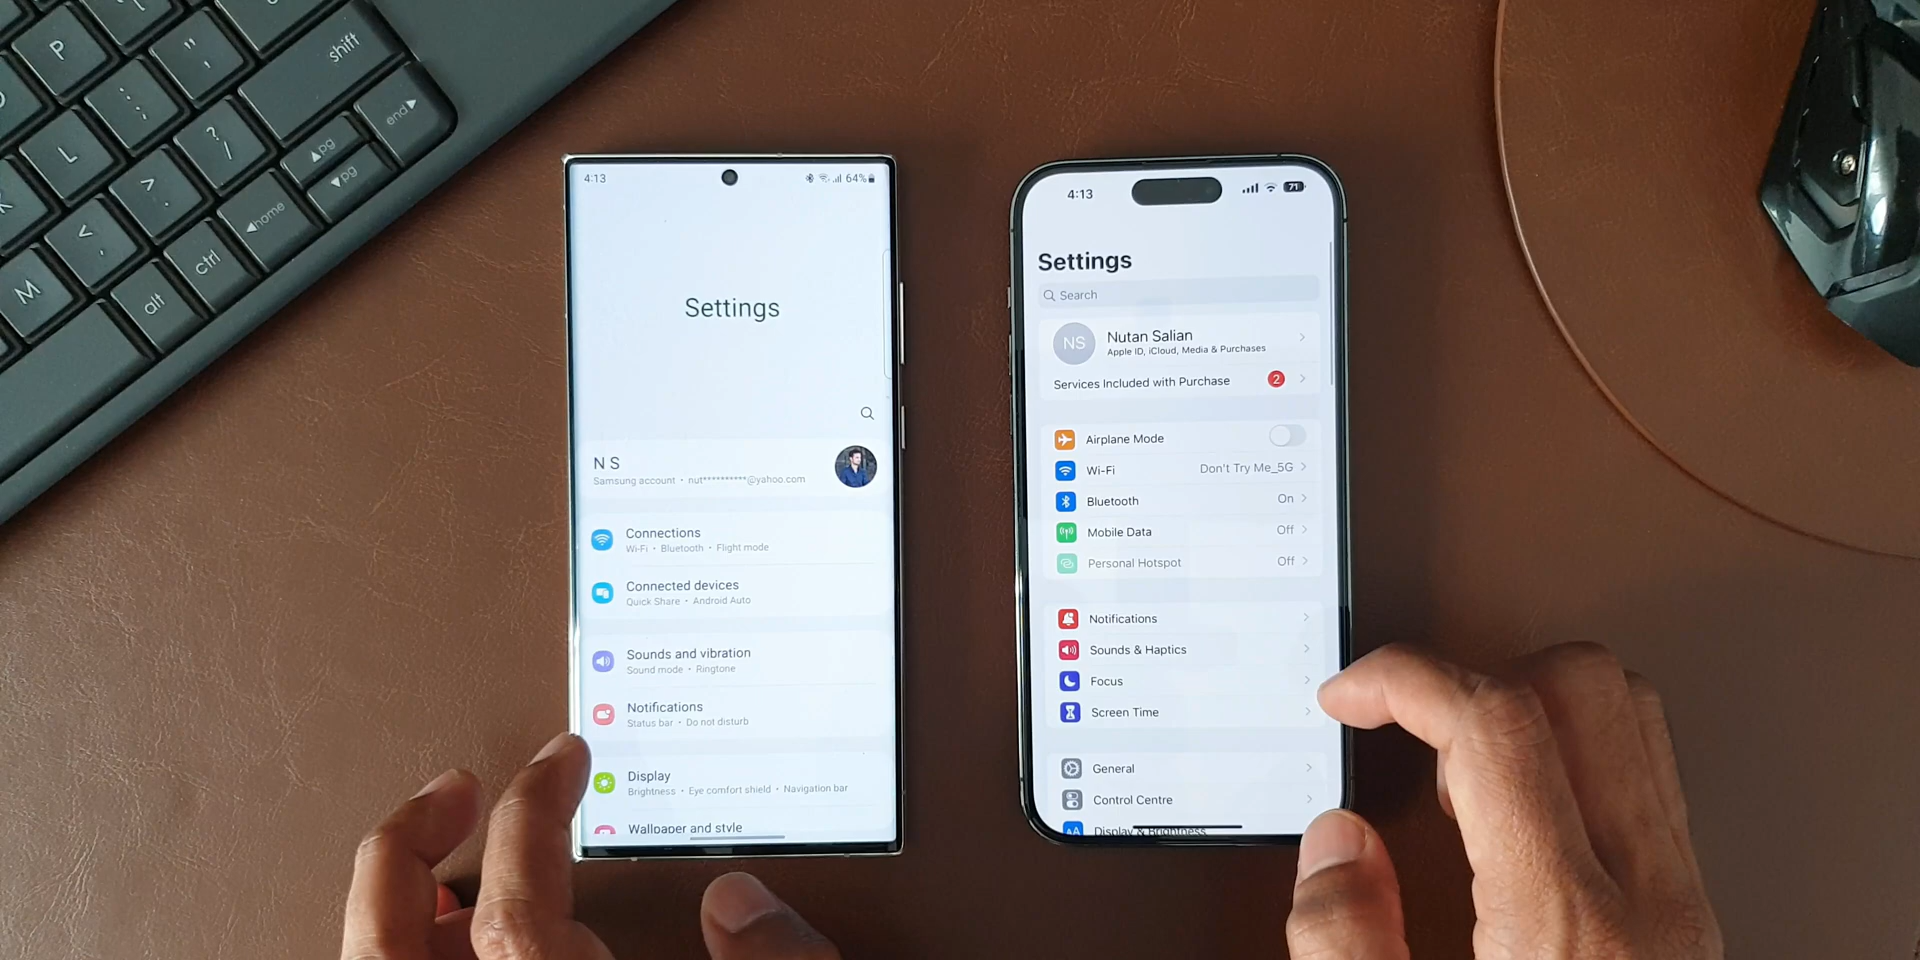 P
"
'
shift
:
;
?
/
end▶
L
▲pg
▼pg
>
.
◀home
<
,
ctrl
M
alt
4:13
64%
Settings
N S
Samsung account • nut**********@yahoo.com
Connections
Wi-Fi • Bluetooth • Flight mode
Connected devices
Quick Share • Android Auto
Sounds and vibration
Sound mode • Ringtone
Notifications
Status bar • Do not disturb
Display
Brightness • Eye comfort shield • Navigation bar
Wallpaper and style
4:13
71
Settings
Search
NS
Nutan Salian
Apple ID, iCloud, Media & Purchases
Services Included with Purchase 2
Airplane Mode
Wi-Fi Don't Try Me_5G
Bluetooth On
Mobile Data Off
Personal Hotspot Off
Notifications
Sounds & Haptics
Focus
Screen Time
General
Control Centre
AA Display & Brightness